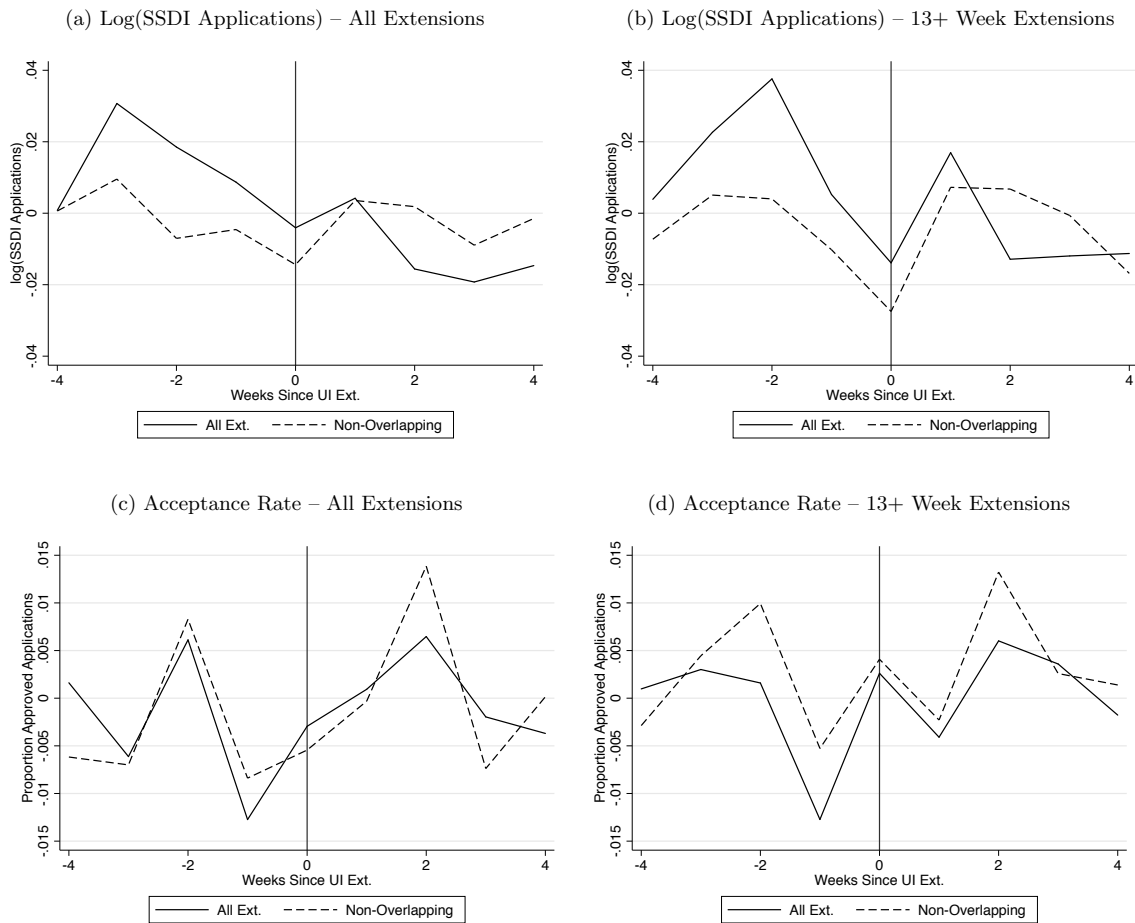 (a) Log(SSDI Applications) – All Extensions
log(SSDI Applications)
.04
.02
0
-.02
-.04
-4
-2
0
2
4
Weeks Since UI Ext.
All Ext.
Non-Overlapping
(b) Log(SSDI Applications) – 13+ Week Extensions
log(SSDI Applications)
.04
.02
0
-.02
-.04
-4
-2
0
2
4
Weeks Since UI Ext.
All Ext.
Non-Overlapping
(c) Acceptance Rate – All Extensions
Proportion Approved Applications
.015
.01
.005
0
-.005
-.01
-.015
-4
-2
0
2
4
Weeks Since UI Ext.
All Ext.
Non-Overlapping
(d) Acceptance Rate – 13+ Week Extensions
Proportion Approved Applications
.015
.01
.005
0
-.005
-.01
-.015
-4
-2
0
2
4
Weeks Since UI Ext.
All Ext.
Non-Overlapping